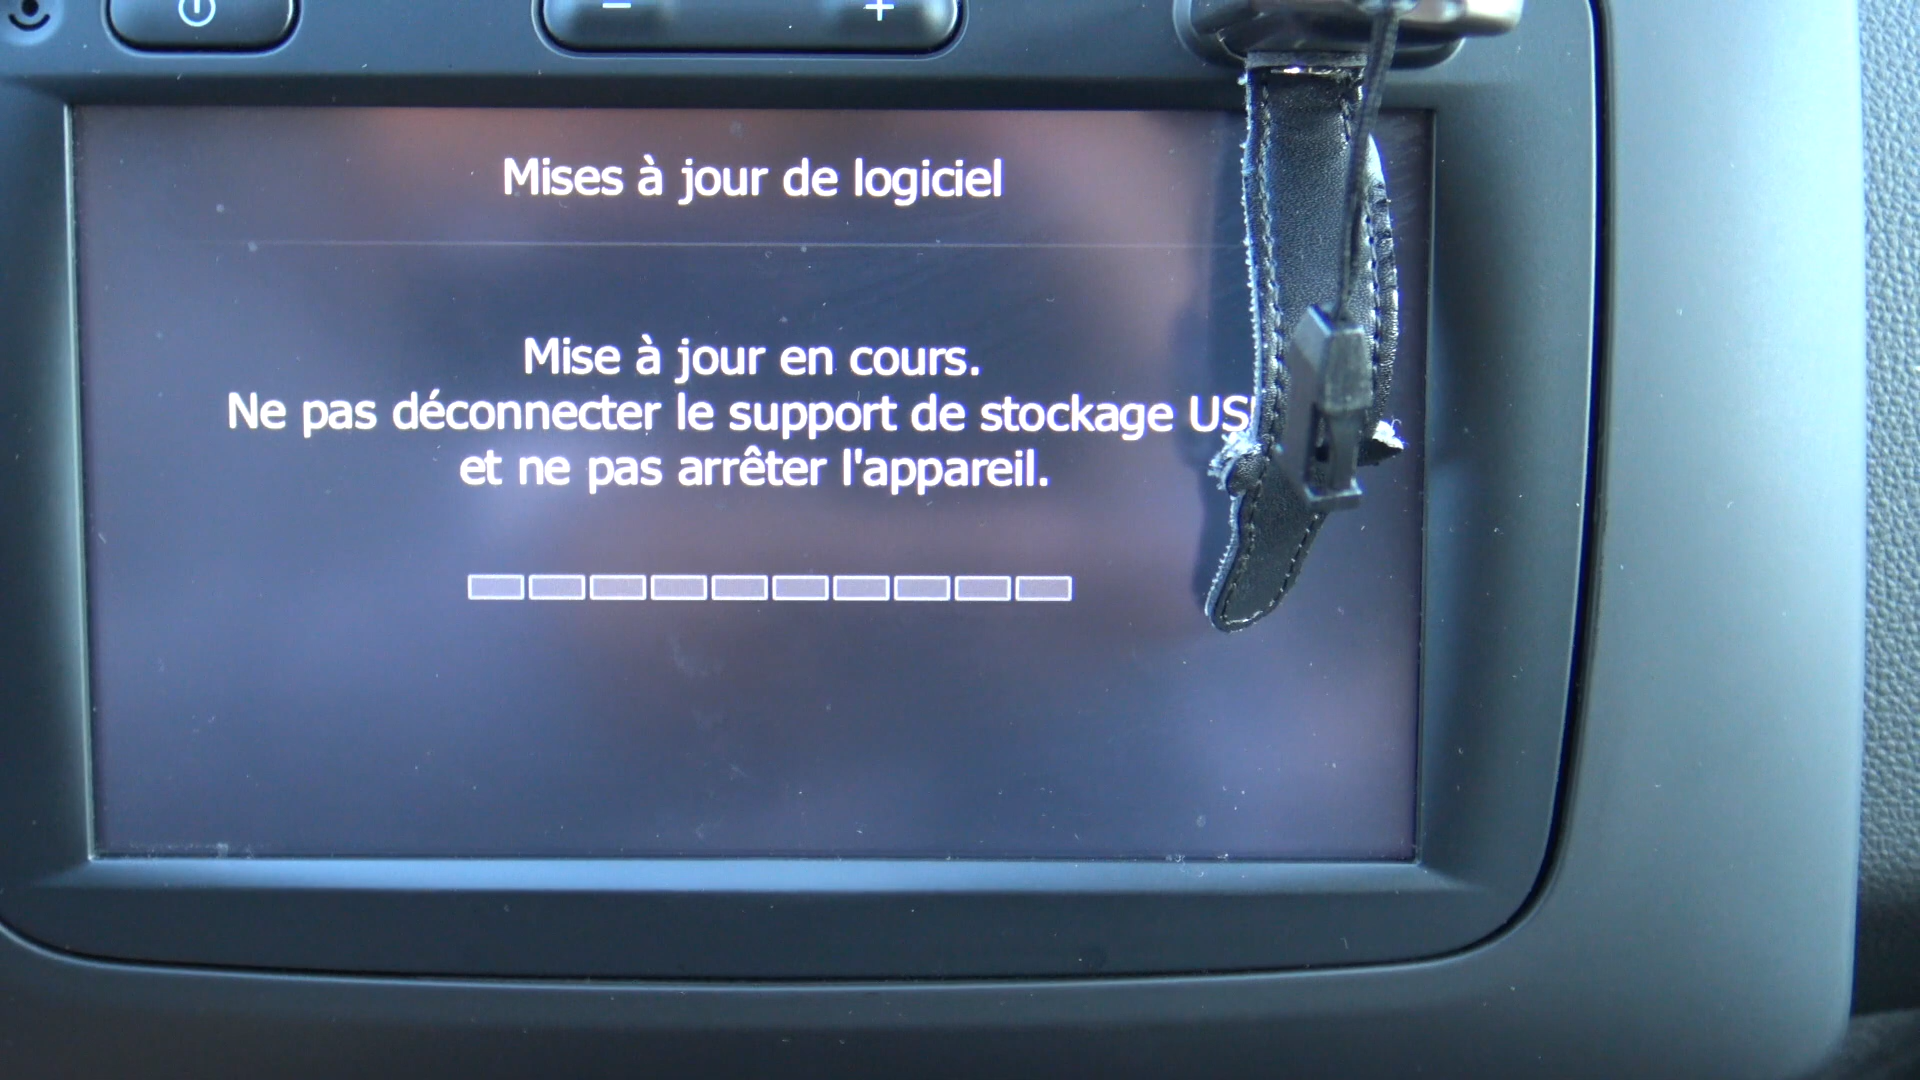 Mises à jour de logiciel
Mise à jour en cours.
Ne pas déconnecter le support de stockage
et ne pas arrêter l'appareil.